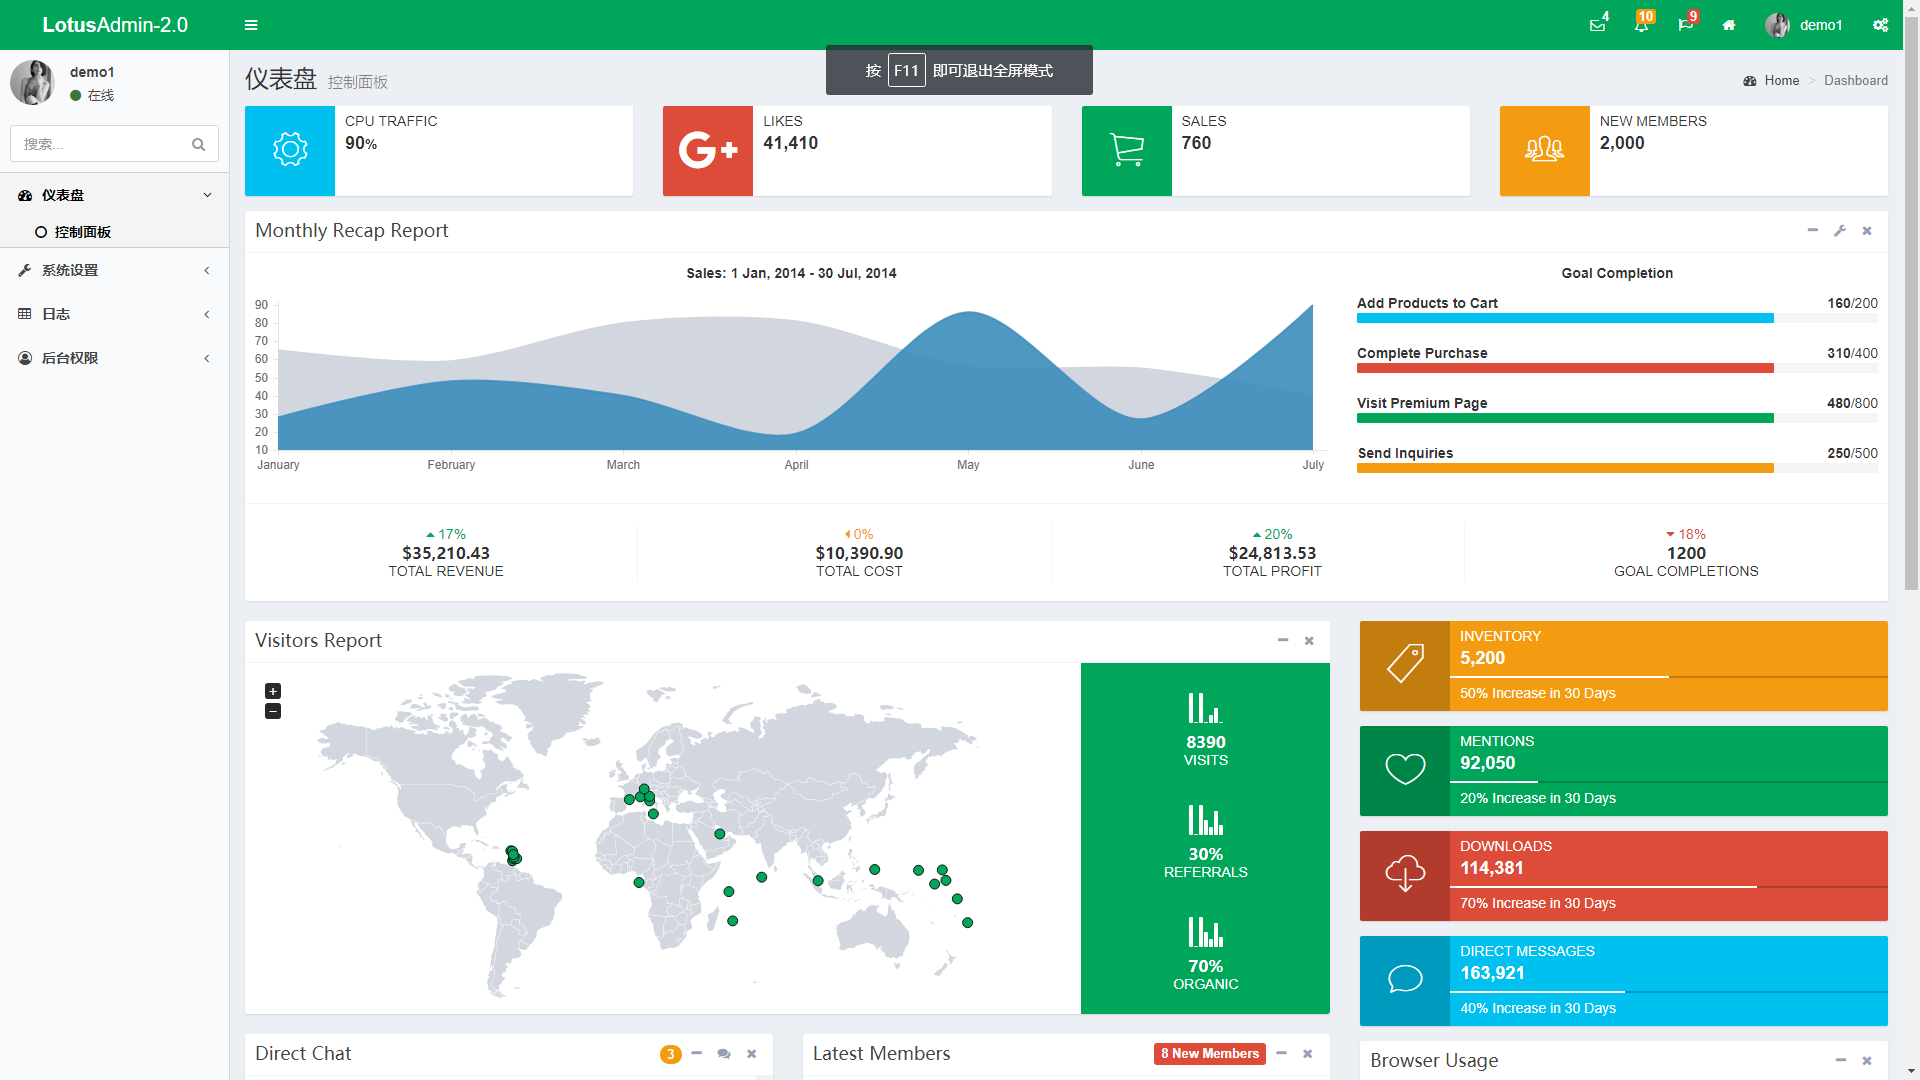 LotusAdmin-2.0
4
10
9
demo1
demo1
在线
搜索...
仪表盘
控制面板
系统设置
日志
后台权限
按 F11 即可退出全屏模式
仪表盘 控制面板
Home > Dashboard
CPU TRAFFIC
90%
LIKES
41,410
SALES
760
NEW MEMBERS
2,000
Monthly Recap Report
Sales: 1 Jan, 2014 - 30 Jul, 2014
90
80
70
60
50
40
30
20
10
January February March April May June July
Goal Completion
Add Products to Cart 160/200
Complete Purchase 310/400
Visit Premium Page 480/800
Send Inquiries 250/500
17%
$35,210.43
TOTAL REVENUE
0%
$10,390.90
TOTAL COST
20%
$24,813.53
TOTAL PROFIT
18%
1200
GOAL COMPLETIONS
Visitors Report
+
−
8390
VISITS
30%
REFERRALS
70%
ORGANIC
INVENTORY
5,200
50% Increase in 30 Days
MENTIONS
92,050
20% Increase in 30 Days
DOWNLOADS
114,381
70% Increase in 30 Days
DIRECT MESSAGES
163,921
40% Increase in 30 Days
Direct Chat 3
Latest Members 8 New Members
Browser Usage